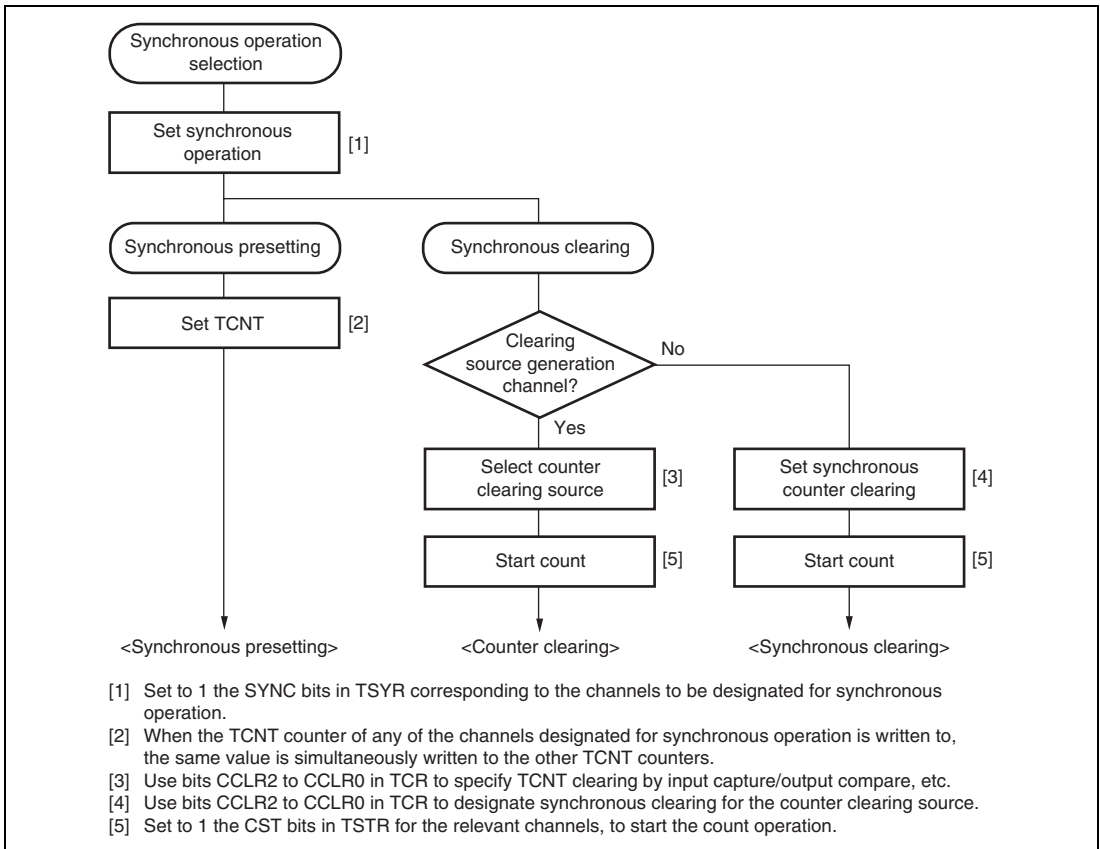 Synchronous operation
selection
Set synchronous
operation
[1]
Synchronous presetting
Synchronous clearing
Set TCNT
[2]
Clearing
source generation
channel?
No
Yes
Select counter
clearing source
[3]
Set synchronous
counter clearing
[4]
Start count
[5]
Start count
[5]
<Synchronous presetting>
<Counter clearing>
<Synchronous clearing>
[1] Set to 1 the SYNC bits in TSYR corresponding to the channels to be designated for synchronous
operation.
[2] When the TCNT counter of any of the channels designated for synchronous operation is written to,
the same value is simultaneously written to the other TCNT counters.
[3] Use bits CCLR2 to CCLR0 in TCR to specify TCNT clearing by input capture/output compare, etc.
[4] Use bits CCLR2 to CCLR0 in TCR to designate synchronous clearing for the counter clearing source.
[5] Set to 1 the CST bits in TSTR for the relevant channels, to start the count operation.